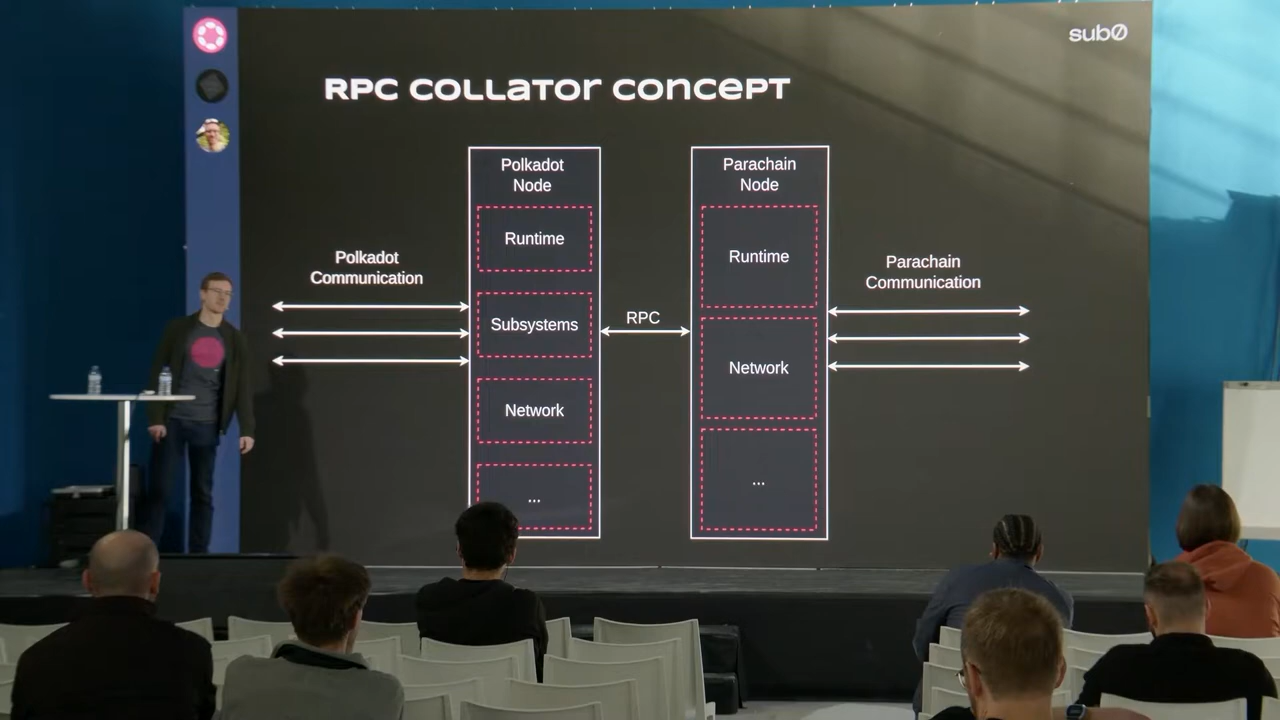 sub0
RPC COLLATOR CONCEPT
Polkadot
Node
Runtime
Subsystems
Network
...
Polkadot
Communication
RPC
Parachain
Node
Runtime
Network
...
Parachain
Communication